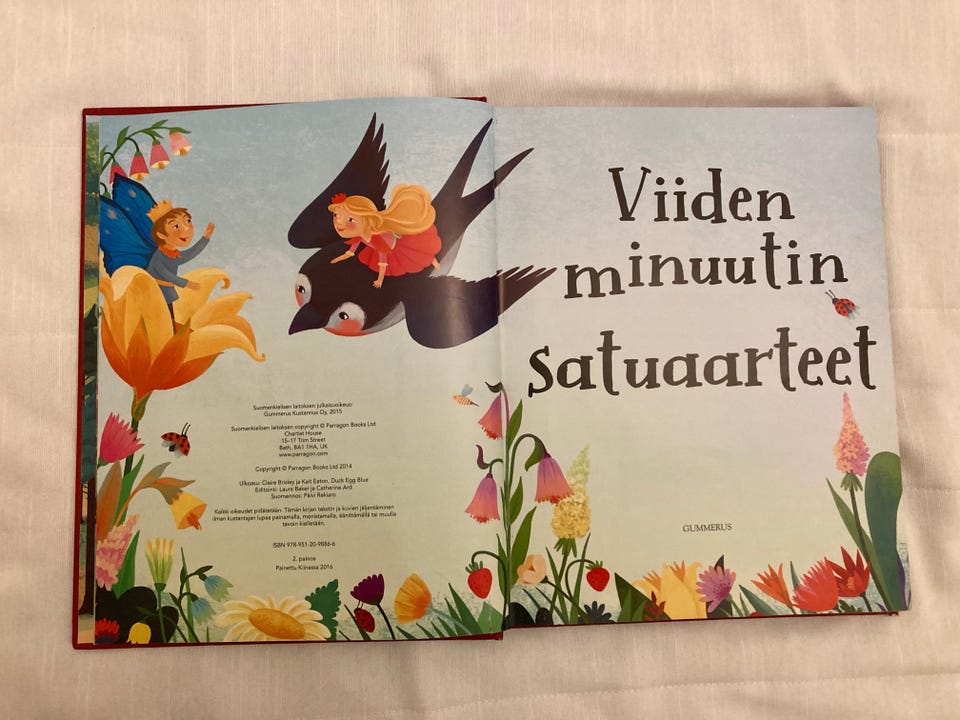 Suomenkielisen laitoksen julkaisuoikeus:
Gummerus Kustannus Oy, 2015
Suomenkielisen laitoksen copyright © Parragon Books Ltd
Chartist House
15–17 Trim Street
Bath, BA1 1HA, UK
www.parragon.com
Copyright © Parragon Books Ltd 2014
Ulkoasu: Claire Brisley ja Kait Eaton, Duck Egg Blue
Editointi: Laura Baker ja Catherine Ard
Suomennos: Päivi Rekiaro
Kaikki oikeudet pidätetään. Tämän kirjan tekstin ja kuvien jäljentäminen
ilman kustantajan lupaa painamalla, monistamalla, äänittämällä tai muulla
tavoin kielletään.
ISBN 978-951-20-9886-6
2. painos
Painettu Kiinassa 2016
Viiden
minuutin
satuaarteet
GUMMERUS